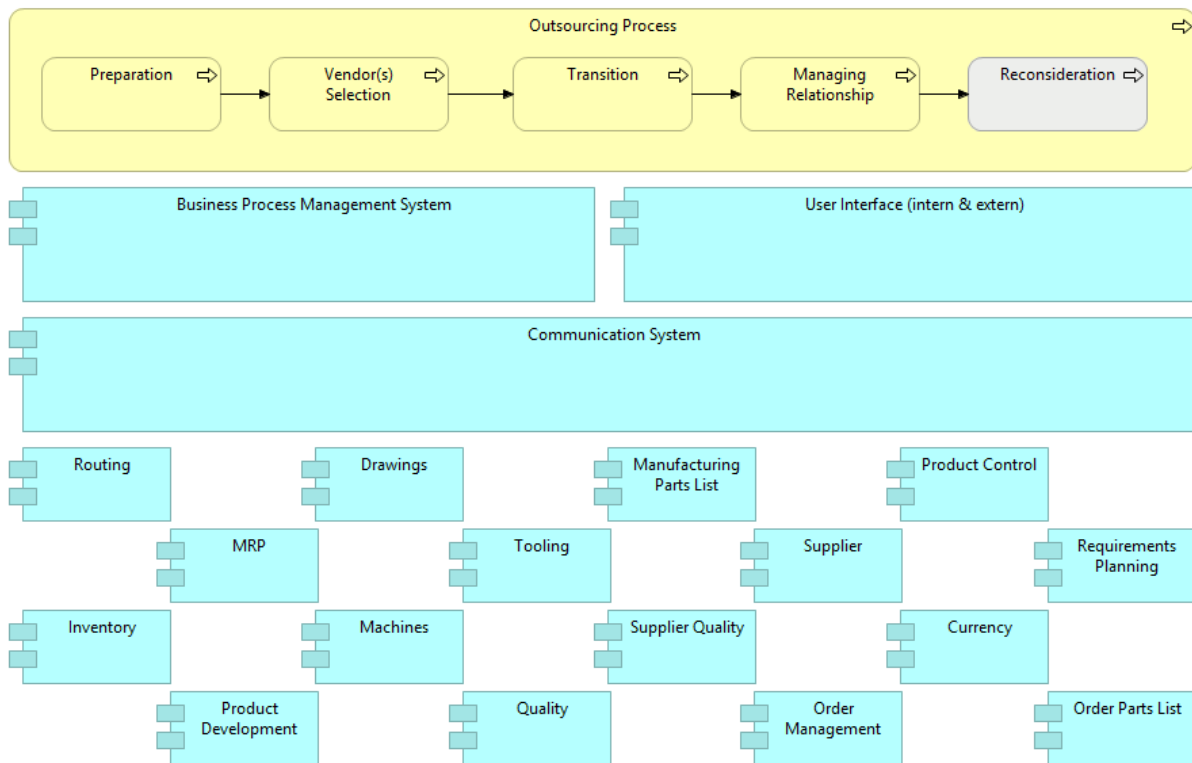 Outsourcing Process
Preparation
Vendor(s)
Selection
Transition
Managing
Relationship
Reconsideration
Business Process Management System
User Interface (intern & extern)
Communication System
Routing
Drawings
Manufacturing
Parts List
Product Control
MRP
Tooling
Supplier
Requirements
Planning
Inventory
Machines
Supplier Quality
Currency
Product
Development
Quality
Order
Management
Order Parts List